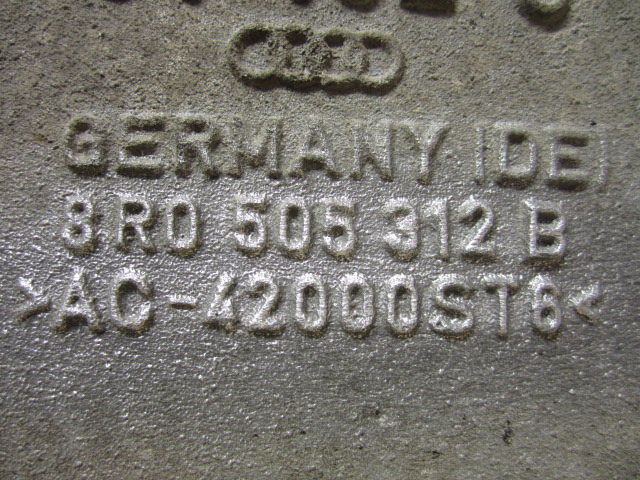 GERMANY (DE)
8R0 505 312 B
>AC-42000ST6<